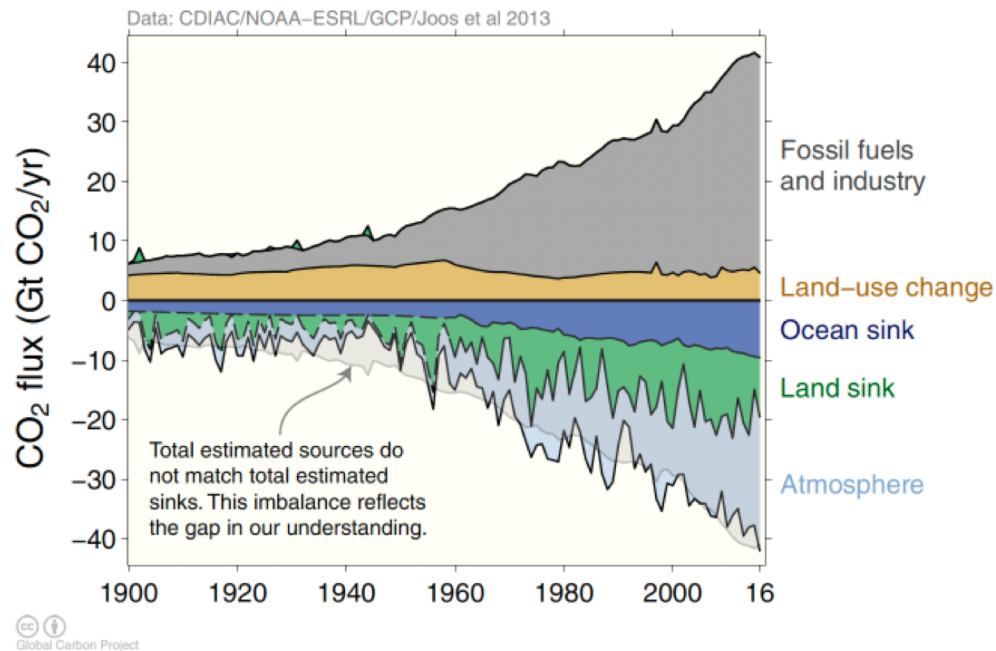 Data: CDIAC/NOAA−ESRL/GCP/Joos et al 2013
CO₂ flux (Gt CO₂/yr)
40
30
20
10
0
−10
−20
−30
−40
Fossil fuels
and industry
Land−use change
Ocean sink
Land sink
Atmosphere
Total estimated sources do
not match total estimated
sinks. This imbalance reflects
the gap in our understanding.
1900 1920 1940 1960 1980 2000 16
cc
Global Carbon Project